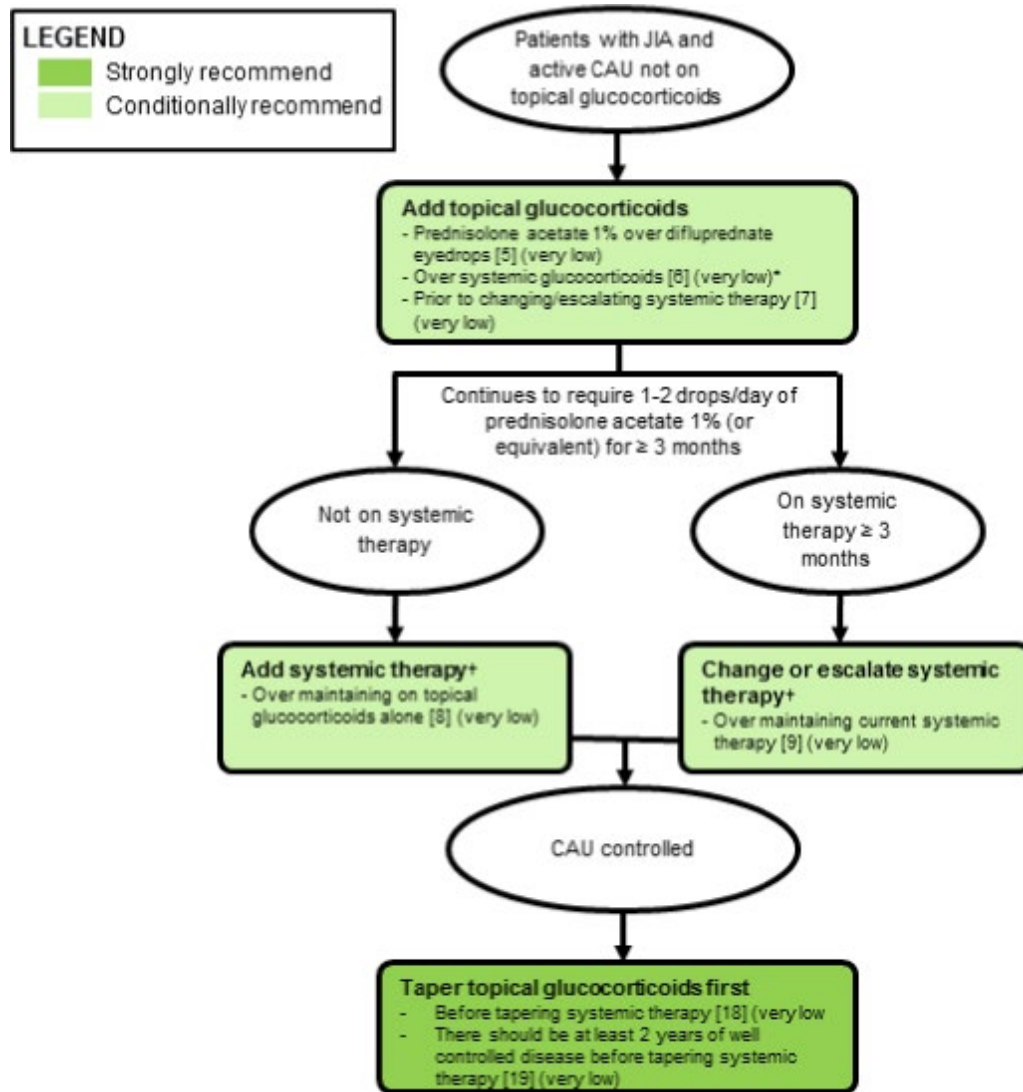 LEGEND
Strongly recommend
Conditionally recommend
Patients with JIA and
active CAU not on
topical glucocorticoids
Add topical glucocorticoids
- Prednisolone acetate 1% over difluprednate
eyedrops [5] (very low)
- Over systemic glucocorticoids [6] (very low)*
- Prior to changing/escalating systemic therapy [7]
(very low)
Continues to require 1-2 drops/day of
prednisolone acetate 1% (or
equivalent) for ≥ 3 months
Not on systemic
therapy
On systemic
therapy ≥ 3
months
Add systemic therapy+
- Over maintaining on topical
glucocorticoids alone [8] (very low)
Change or escalate systemic
therapy+
- Over maintaining current systemic
therapy [9] (very low)
CAU controlled
Taper topical glucocorticoids first
- Before tapering systemic therapy [18] (very low
- There should be at least 2 years of well
controlled disease before tapering systemic
therapy [19] (very low)